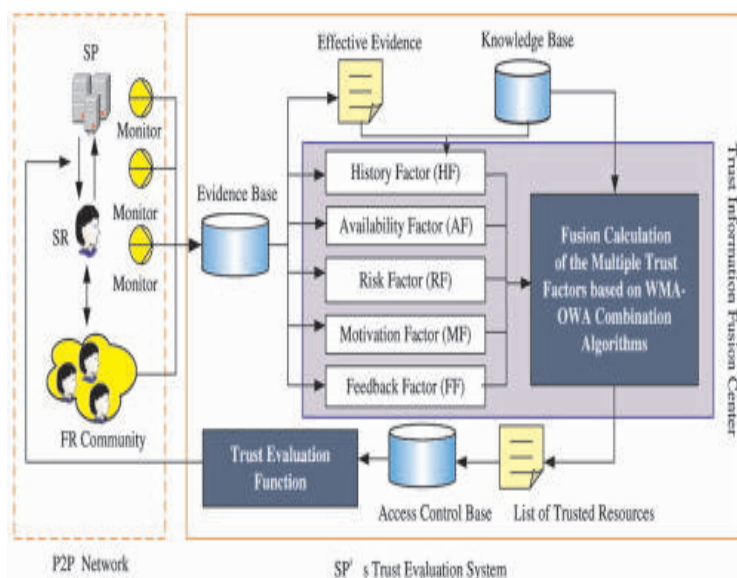 SP
Monitor
Monitor
SR
Monitor
FR Community
P2P Network
Effective Evidence
Knowledge Base
Evidence Base
History Factor (HF)
Availability Factor (AF)
Risk Factor (RF)
Motivation Factor (MF)
Feedback Factor (FF)
Fusion Calculation
of the Multiple Trust
Factors based on WMA-
OWA Combination
Algorithms
Trust Information Fusion Center
Trust Evaluation
Function
Access Control Base
List of Trusted Resources
SP' s Trust Evaluation System